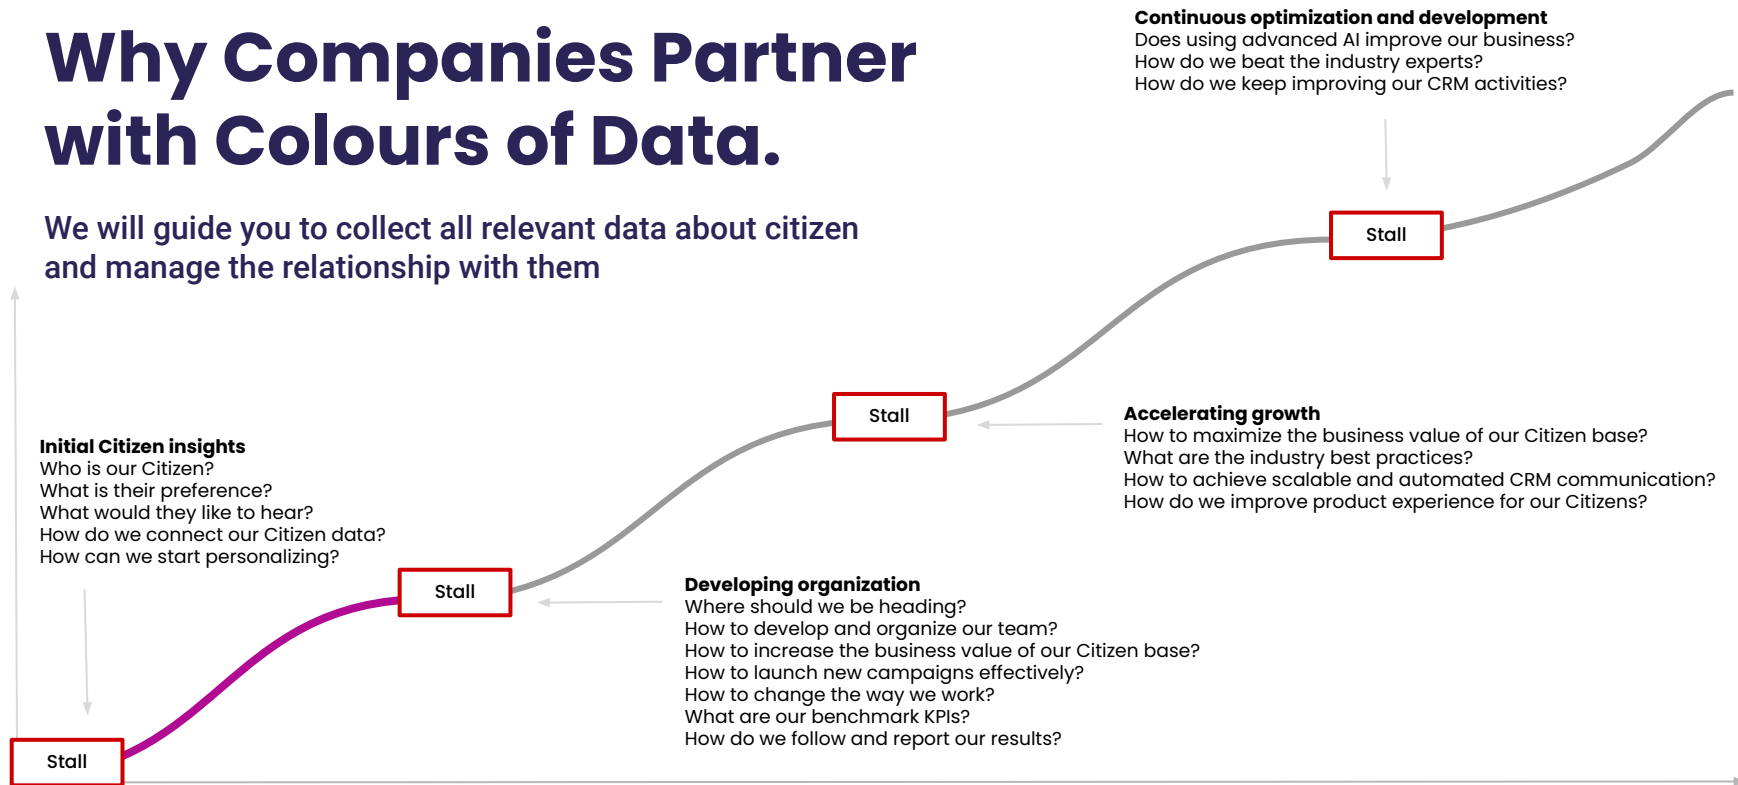 Why Companies Partner
with Colours of Data.
We will guide you to collect all relevant data about citizen
and manage the relationship with them
Continuous optimization and development
Does using advanced AI improve our business?
How do we beat the industry experts?
How do we keep improving our CRM activities?
Stall
Stall
Accelerating growth
How to maximize the business value of our Citizen base?
What are the industry best practices?
How to achieve scalable and automated CRM communication?
How do we improve product experience for our Citizens?
Initial Citizen insights
Who is our Citizen?
What is their preference?
What would they like to hear?
How do we connect our Citizen data?
How can we start personalizing?
Stall
Developing organization
Where should we be heading?
How to develop and organize our team?
How to increase the business value of our Citizen base?
How to launch new campaigns effectively?
How to change the way we work?
What are our benchmark KPIs?
How do we follow and report our results?
Stall